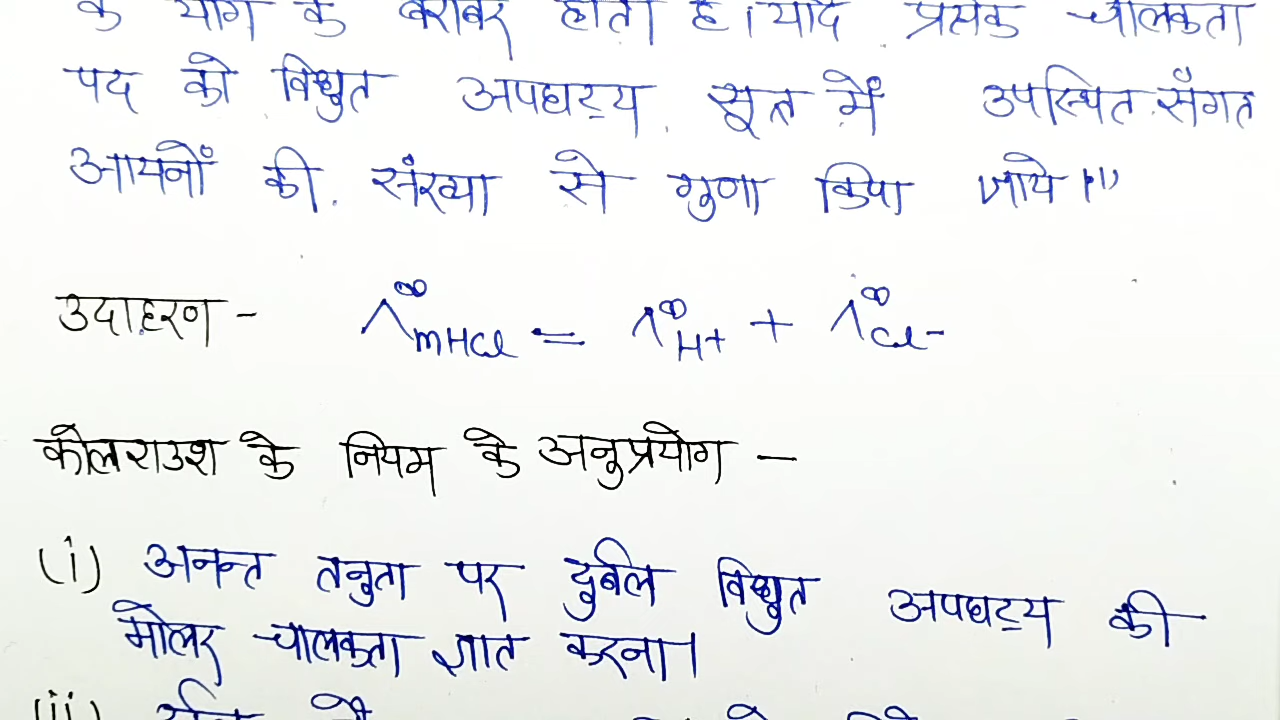 के योग के बराबर होता है। यदि प्रत्येक चालकता
पद को विधुत अपघट्य सूत्र में उपस्थित संगत
आयनों की संख्या से गुणा किया जाये।"
उदाहरण - Λ∞mHCl = λ∞H+ + λ∞Cl-
कोलराउश के नियम के अनुप्रयोग -
(i) अनन्त तनुता पर दुर्बल विधुत अपघट्य की
मोलर चालकता ज्ञात करना।
(ii)